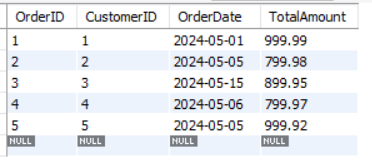 OrderID CustomerID OrderDate TotalAmount
1 1 2024-05-01 999.99
2 2 2024-05-05 799.98
3 3 2024-05-15 899.95
4 4 2024-05-06 799.97
5 5 2024-05-05 999.92
NULL NULL NULL NULL